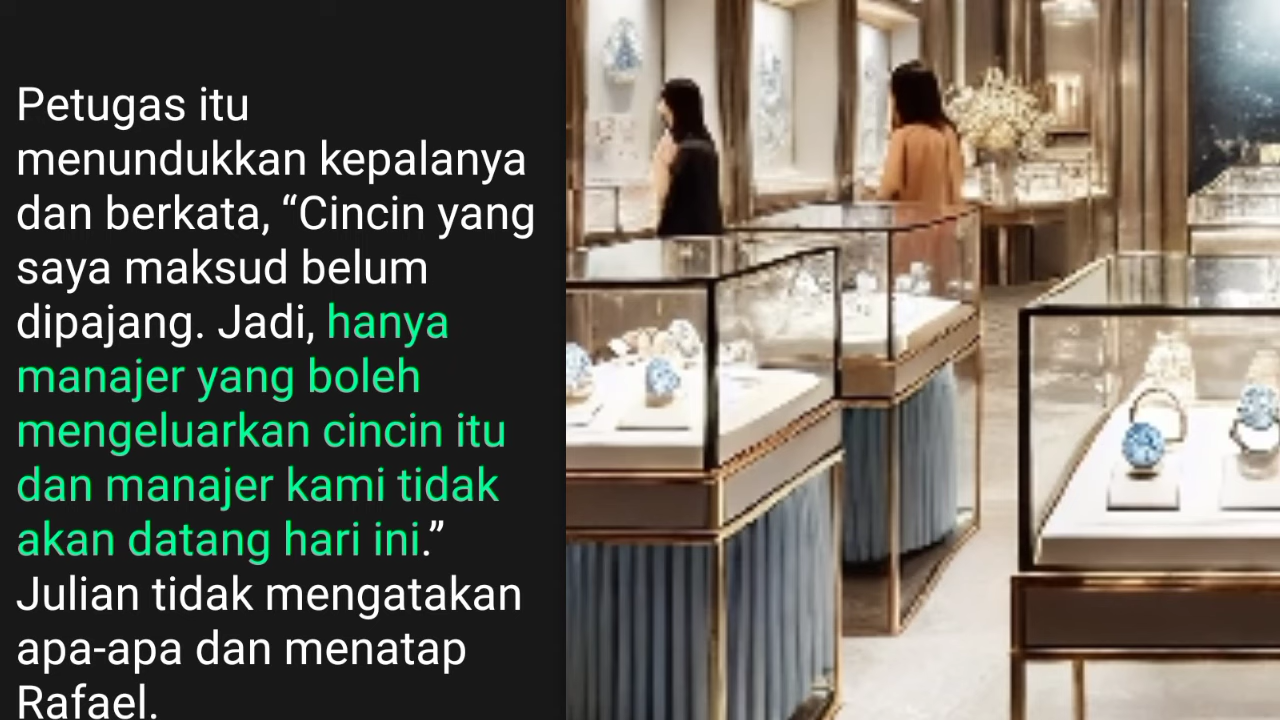 Petugas itu
menundukkan kepalanya
dan berkata, “Cincin yang
saya maksud belum
dipajang. Jadi, hanya
manajer yang boleh
mengeluarkan cincin itu
dan manajer kami tidak
akan datang hari ini.”
Julian tidak mengatakan
apa-apa dan menatap
Rafael.